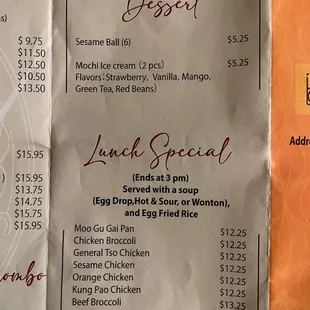 s)
$ 9.75
$11.50
$12.50
$10.50
$13.50
$15.95
) $15.95
$13.75
$14.75
$15.75
$15.95
ombo
Dessert
Sesame Ball (6) $5.25
Mochi Ice cream (2 pcs) $5.25
Flavors: Strawberry, Vanilla, Mango,
Green Tea, Red Beans)
Lunch Special
(Ends at 3 pm)
Served with a soup
(Egg Drop,Hot & Sour, or Wonton),
and Egg Fried Rice
Moo Gu Gai Pan $12.25
Chicken Broccoli $12.25
General Tso Chicken $12.25
Sesame Chicken $12.25
Orange Chicken $12.25
Kung Pao Chicken $12.25
Beef Broccoli $13.25
Addre